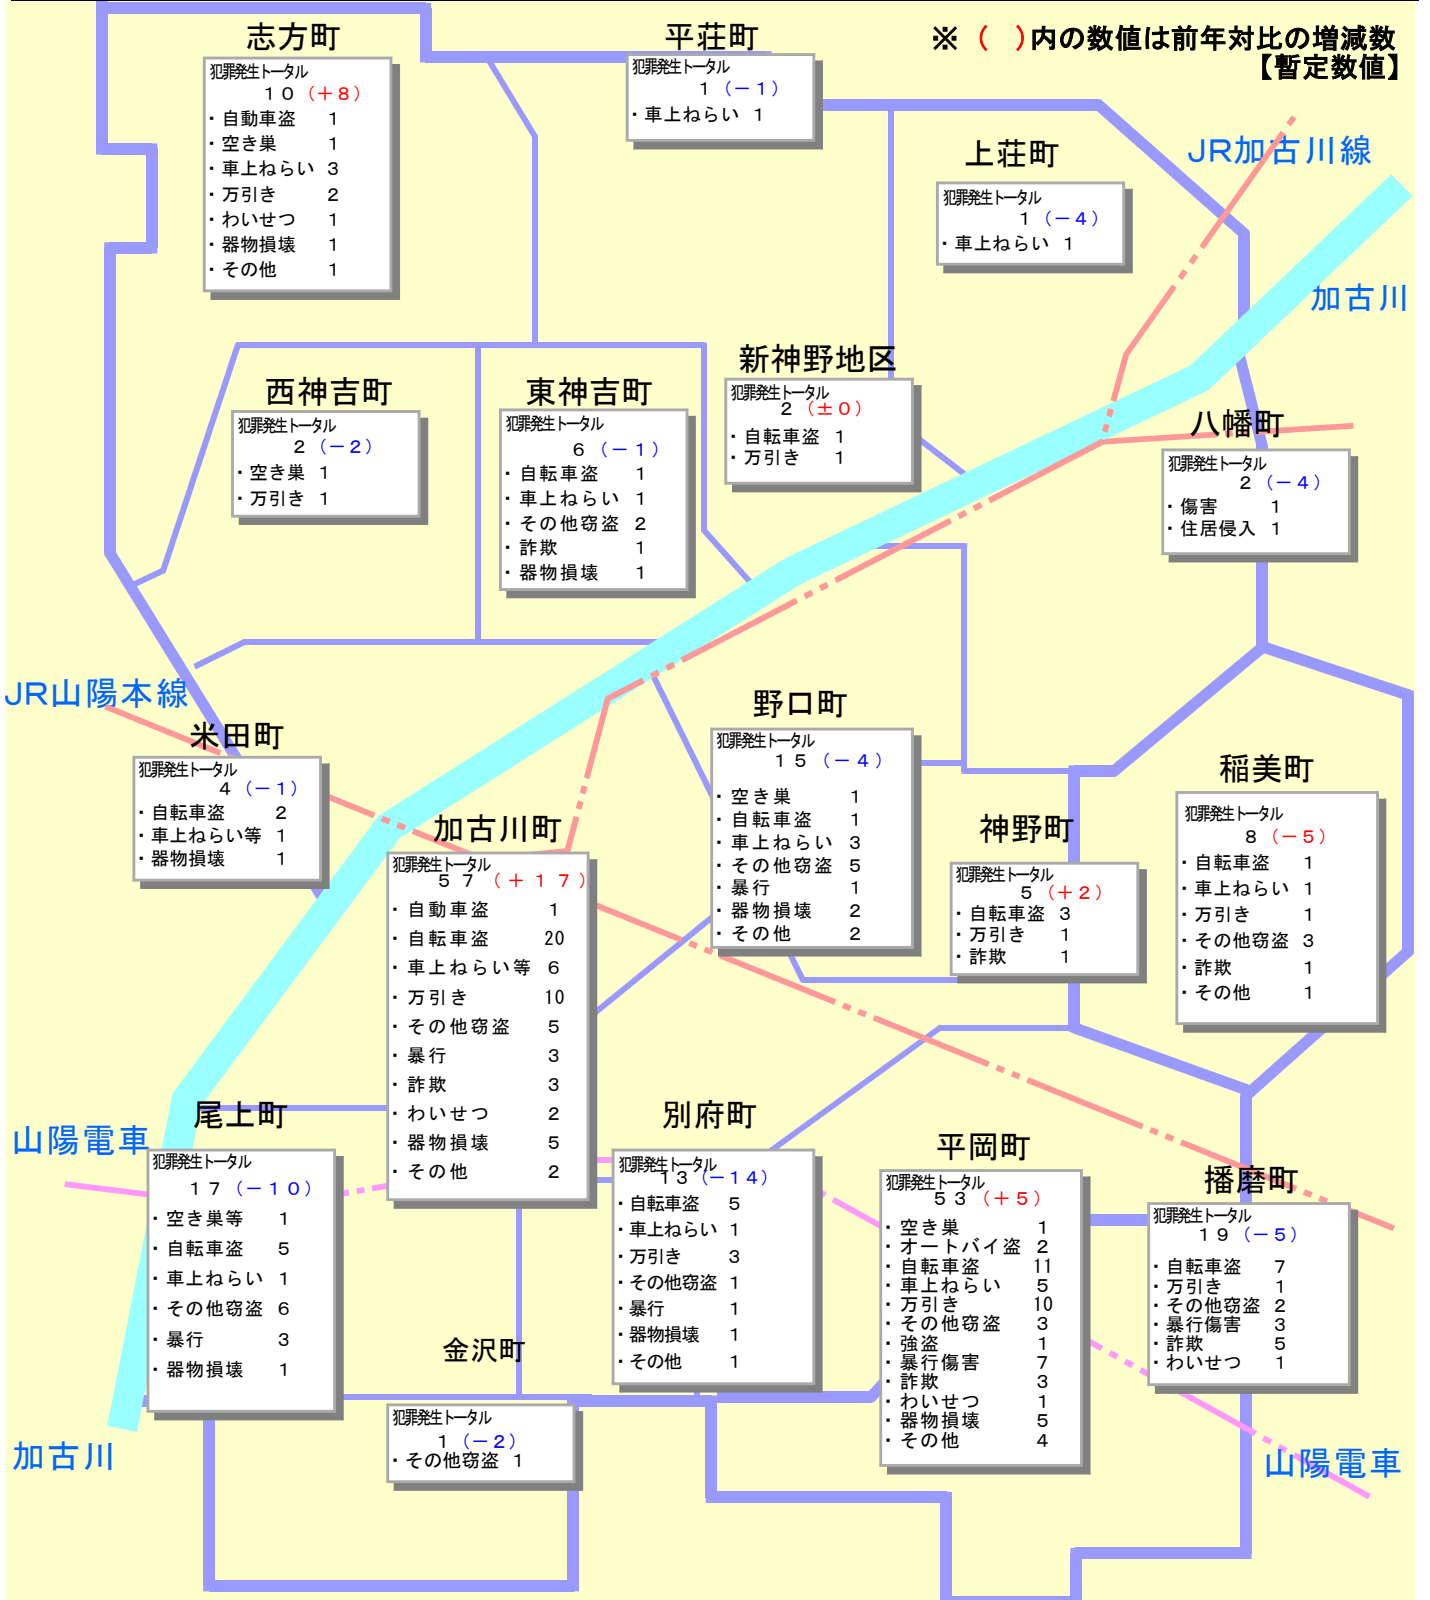 ※（　）内の数値は前年対比の増減数
【暫定数値】
志方町
犯罪発生トータル
１０（＋８）
・自動車盗　１
・空き巣　１
・車上ねらい　３
・万引き　２
・わいせつ　１
・器物損壊　１
・その他　１
平荘町
犯罪発生トータル
１（－１）
・車上ねらい　１
上荘町
犯罪発生トータル
１（－４）
・車上ねらい　１
JR加古川線
加古川
西神吉町
犯罪発生トータル
２（－２）
・空き巣　１
・万引き　１
東神吉町
犯罪発生トータル
６（－１）
・自転車盗　１
・車上ねらい　１
・その他窃盗　２
・詐欺　１
・器物損壊　１
新神野地区
犯罪発生トータル
２（±０）
・自転車盗　１
・万引き　１
八幡町
犯罪発生トータル
２（－４）
・傷害　１
・住居侵入　１
JR山陽本線
米田町
犯罪発生トータル
４（－１）
・自転車盗　２
・車上ねらい等　１
・器物損壊　１
加古川町
犯罪発生トータル
５７（＋１７）
・自動車盗　１
・自転車盗　20
・車上ねらい等　６
・万引き　10
・その他窃盗　５
・暴行　３
・詐欺　３
・わいせつ　２
・器物損壊　５
・その他　２
野口町
犯罪発生トータル
１５（－４）
・空き巣　１
・自転車盗　１
・車上ねらい　３
・その他窃盗　５
・暴行　１
・器物損壊　２
・その他　２
神野町
犯罪発生トータル
５（＋２）
・自転車盗　３
・万引き　１
・詐欺　１
稲美町
犯罪発生トータル
８（－５）
・自転車盗　１
・車上ねらい　１
・万引き　１
・その他窃盗　３
・詐欺　１
・その他　１
山陽電車
尾上町
犯罪発生トータル
１７（－１０）
・空き巣等　１
・自転車盗　５
・車上ねらい　１
・その他窃盗　６
・暴行　３
・器物損壊　１
別府町
犯罪発生トータル
１３（－１４）
・自転車盗　５
・車上ねらい　１
・万引き　３
・その他窃盗　１
・暴行　１
・器物損壊　１
・その他　１
平岡町
犯罪発生トータル
５３（＋５）
・空き巣　１
・オートバイ盗　２
・自転車盗　11
・車上ねらい　５
・万引き　10
・その他窃盗　３
・強盗　１
・暴行傷害　７
・詐欺　３
・わいせつ　１
・器物損壊　５
・その他　４
播磨町
犯罪発生トータル
１９（－５）
・自転車盗　７
・万引き　１
・その他窃盗　２
・暴行傷害　３
・詐欺　５
・わいせつ　１
金沢町
犯罪発生トータル
１（－２）
・その他窃盗　１
加古川
山陽電車